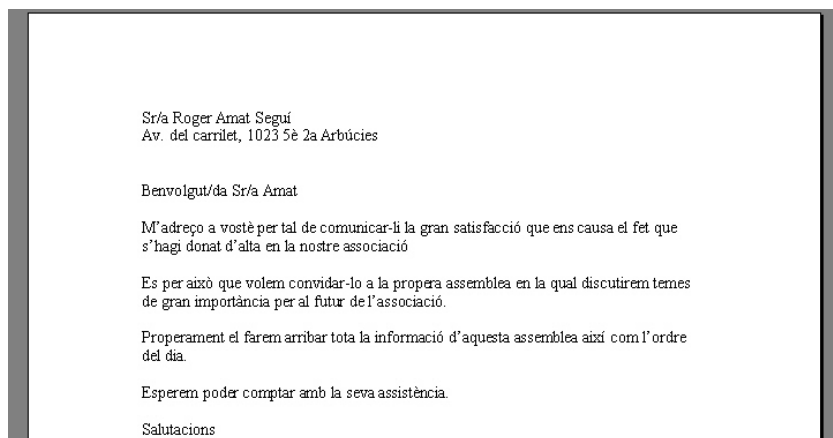 Sr/a Roger Amat Seguí
Av. del carrilet, 1023 5è 2a Arbúcies
Benvolgut/da Sr/a Amat
M'adreço a vostè per tal de comunicar-li la gran satisfacció que ens causa el fet que
s'hagi donat d'alta en la nostre associació
Es per això que volem convidar-lo a la propera assemblea en la qual discutirem temes
de gran importància per al futur de l'associació.
Properament el farem arribar tota la informació d'aquesta assemblea així com l'ordre
del dia.
Esperem poder comptar amb la seva assistència.
Salutacions